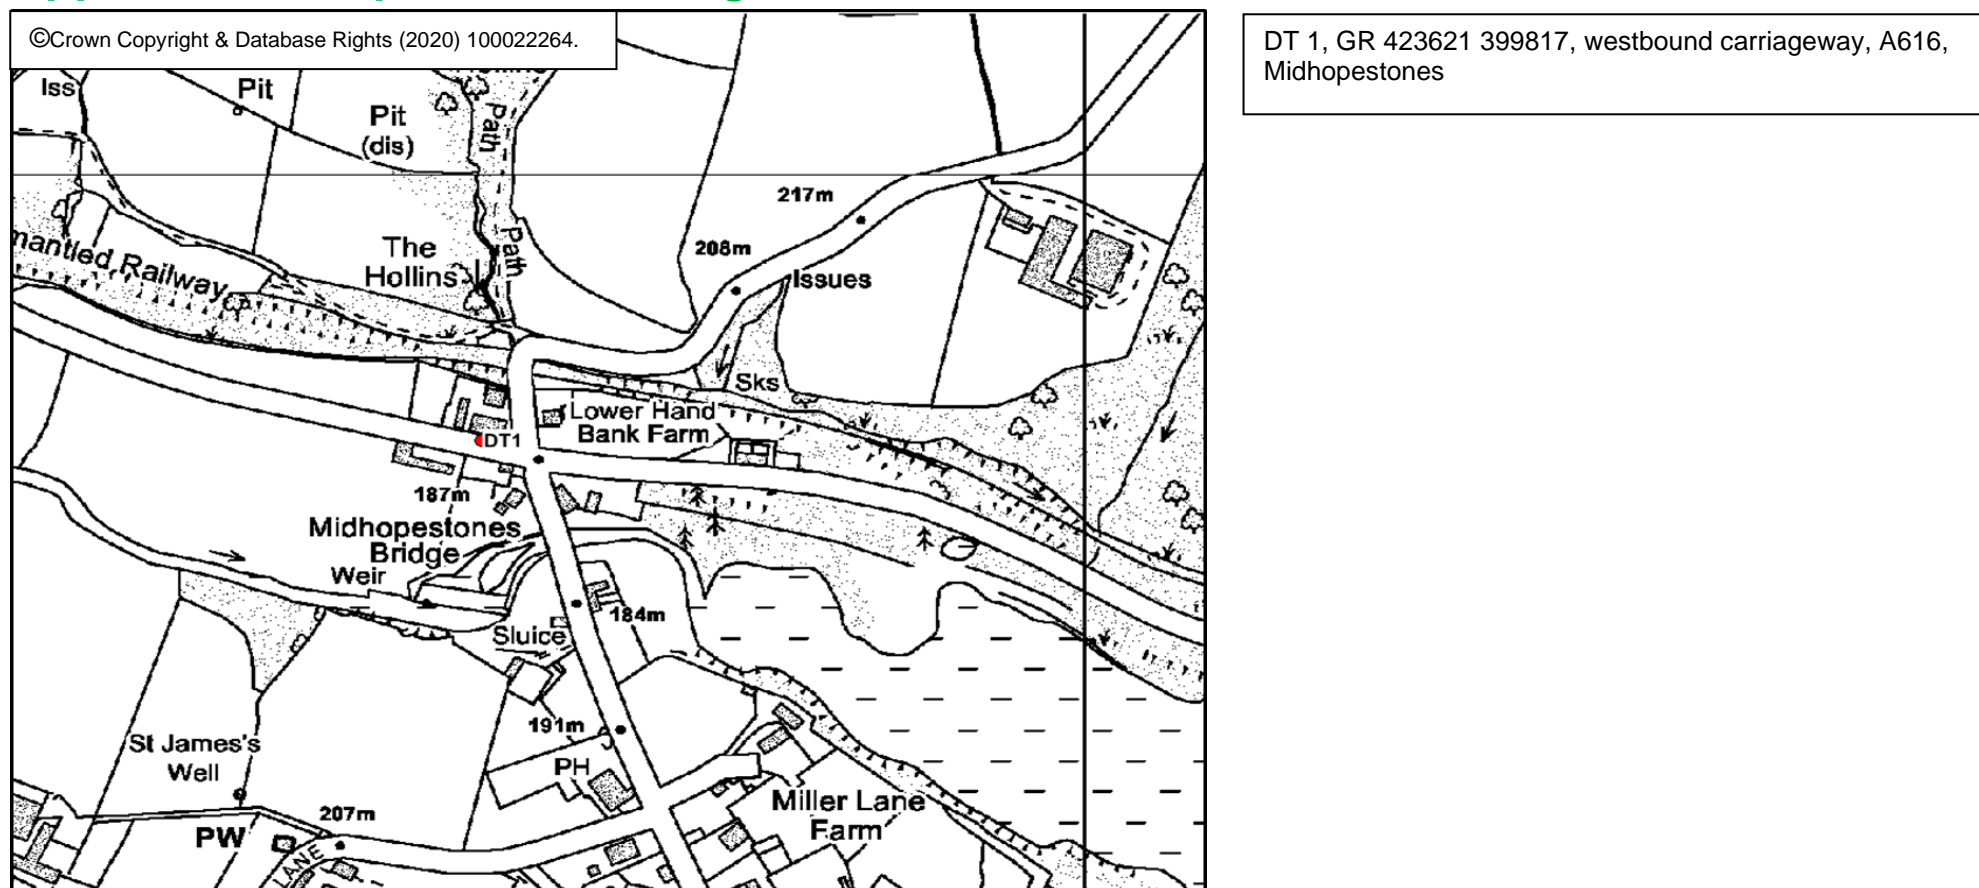 ©Crown Copyright & Database Rights (2020) 100022264.
DT 1, GR 423621 399817, westbound carriageway, A616,
Midhopestones
Iss
Pit
Pit
(dis)
Path
217m
The
Hollins
Path
208m
Issues
mantled Railway
Sks
Lower Hand
Bank Farm
DT1
187m
Midhopestones
Bridge
Weir
184m
Sluice
191m
St James's
Well
PH
207m
Miller Lane
Farm
PW
LANE